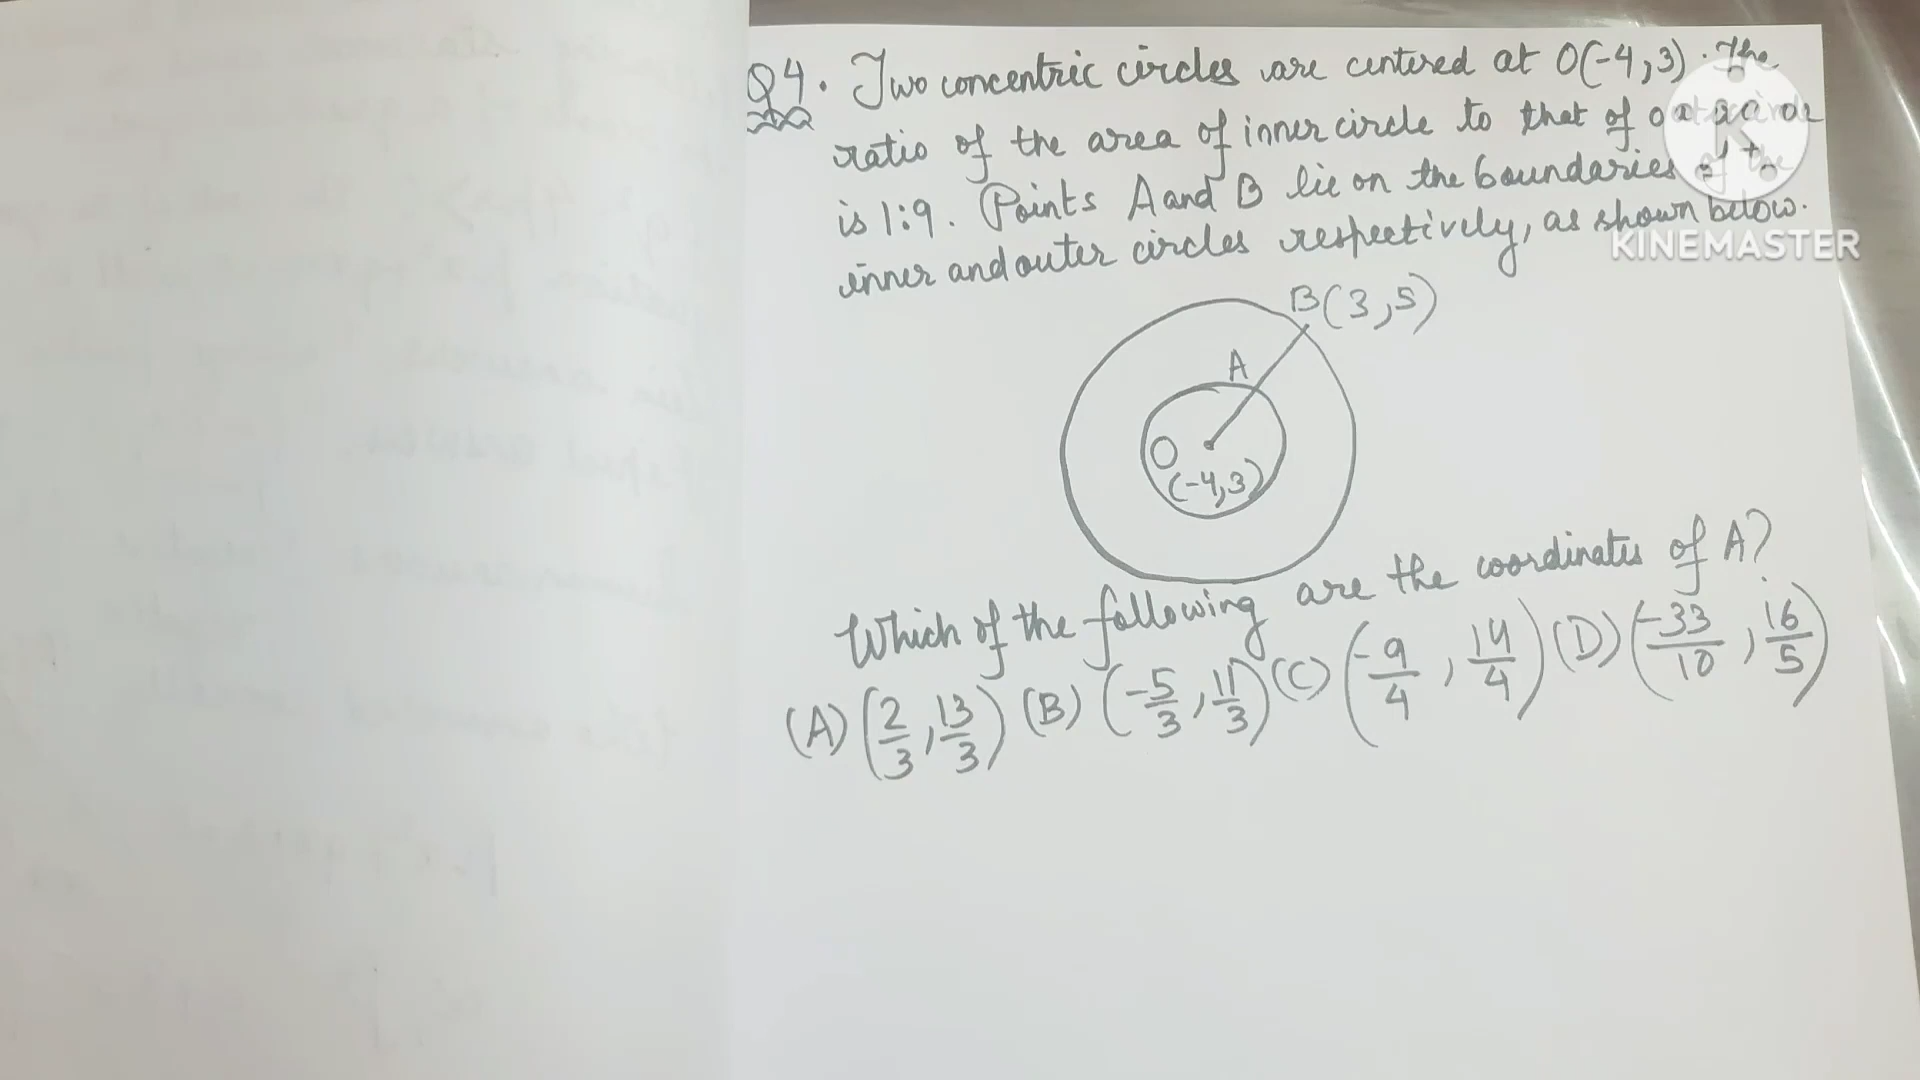 Q4. Two concentric circles are centered at O(-4,3). The
ratio of the area of inner circle to that of
is 1:9. Points A and B lie on the boundaries of the
inner and outer circles respectively, as shown below.
KINEMASTER
B(3,5)
A
O
(-4,3)
Which of the following are the coordinates of A?
(A) (2/3, 13/3) (B) (-5/3, 11/3) (C) (-9/4, 14/4) (D) (-33/10, 16/5)